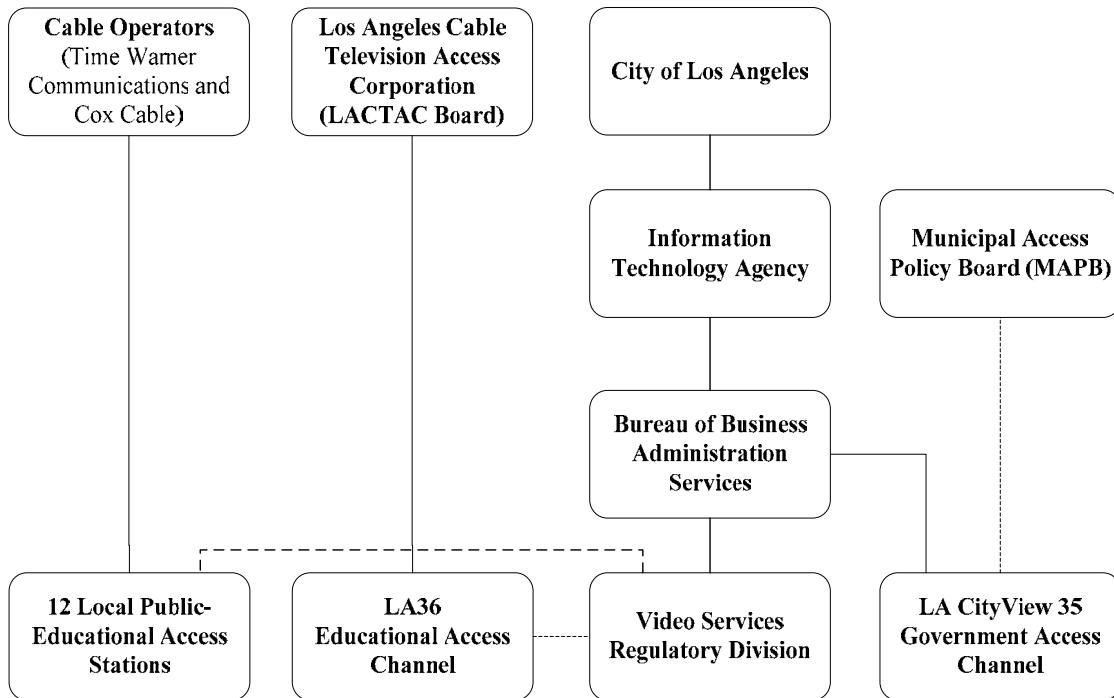 Cable Operators
(Time Warner
Communications and
Cox Cable)
Los Angeles Cable
Television Access
Corporation
(LACTAC Board)
City of Los Angeles
Information
Technology Agency
Municipal Access
Policy Board (MAPB)
Bureau of Business
Administration
Services
12 Local Public-
Educational Access
Stations
LA36
Educational Access
Channel
Video Services
Regulatory Division
LA CityView 35
Government Access
Channel